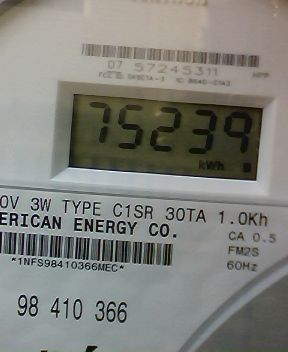 07 57245311
75239
kWh
0V 3W TYPE C1SR 30TA 1.0Kh
ERICAN ENERGY CO.
CA 0.5
FM2S
*1NFS98410366MEC*
60Hz
98 410 366